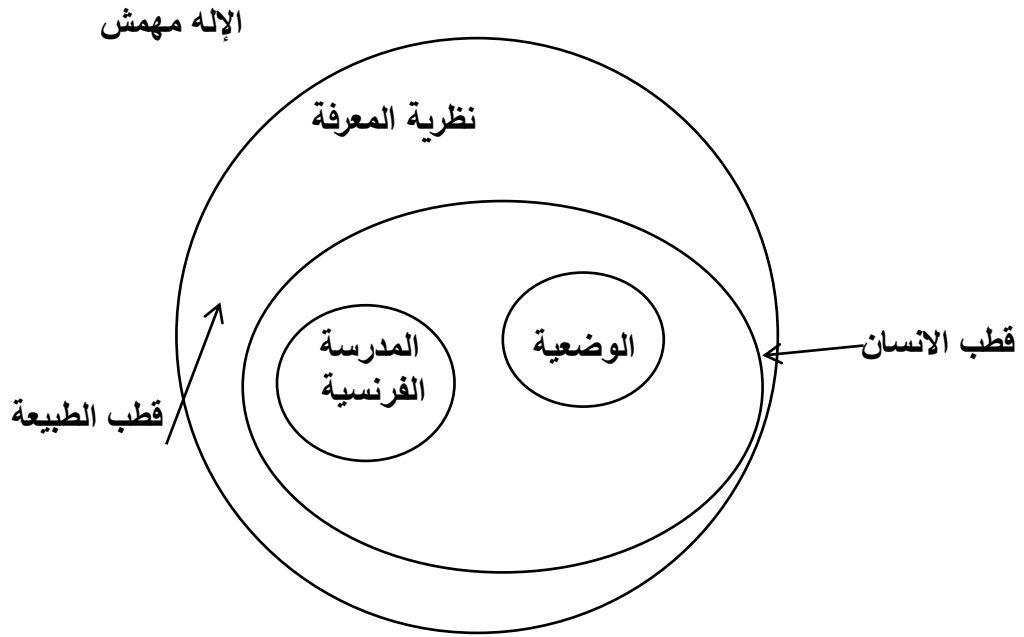 الإله مهمش
نظرية المعرفة
المدرسة
الفرنسية
الوضعية
قطب الانسان
قطب الطبيعة